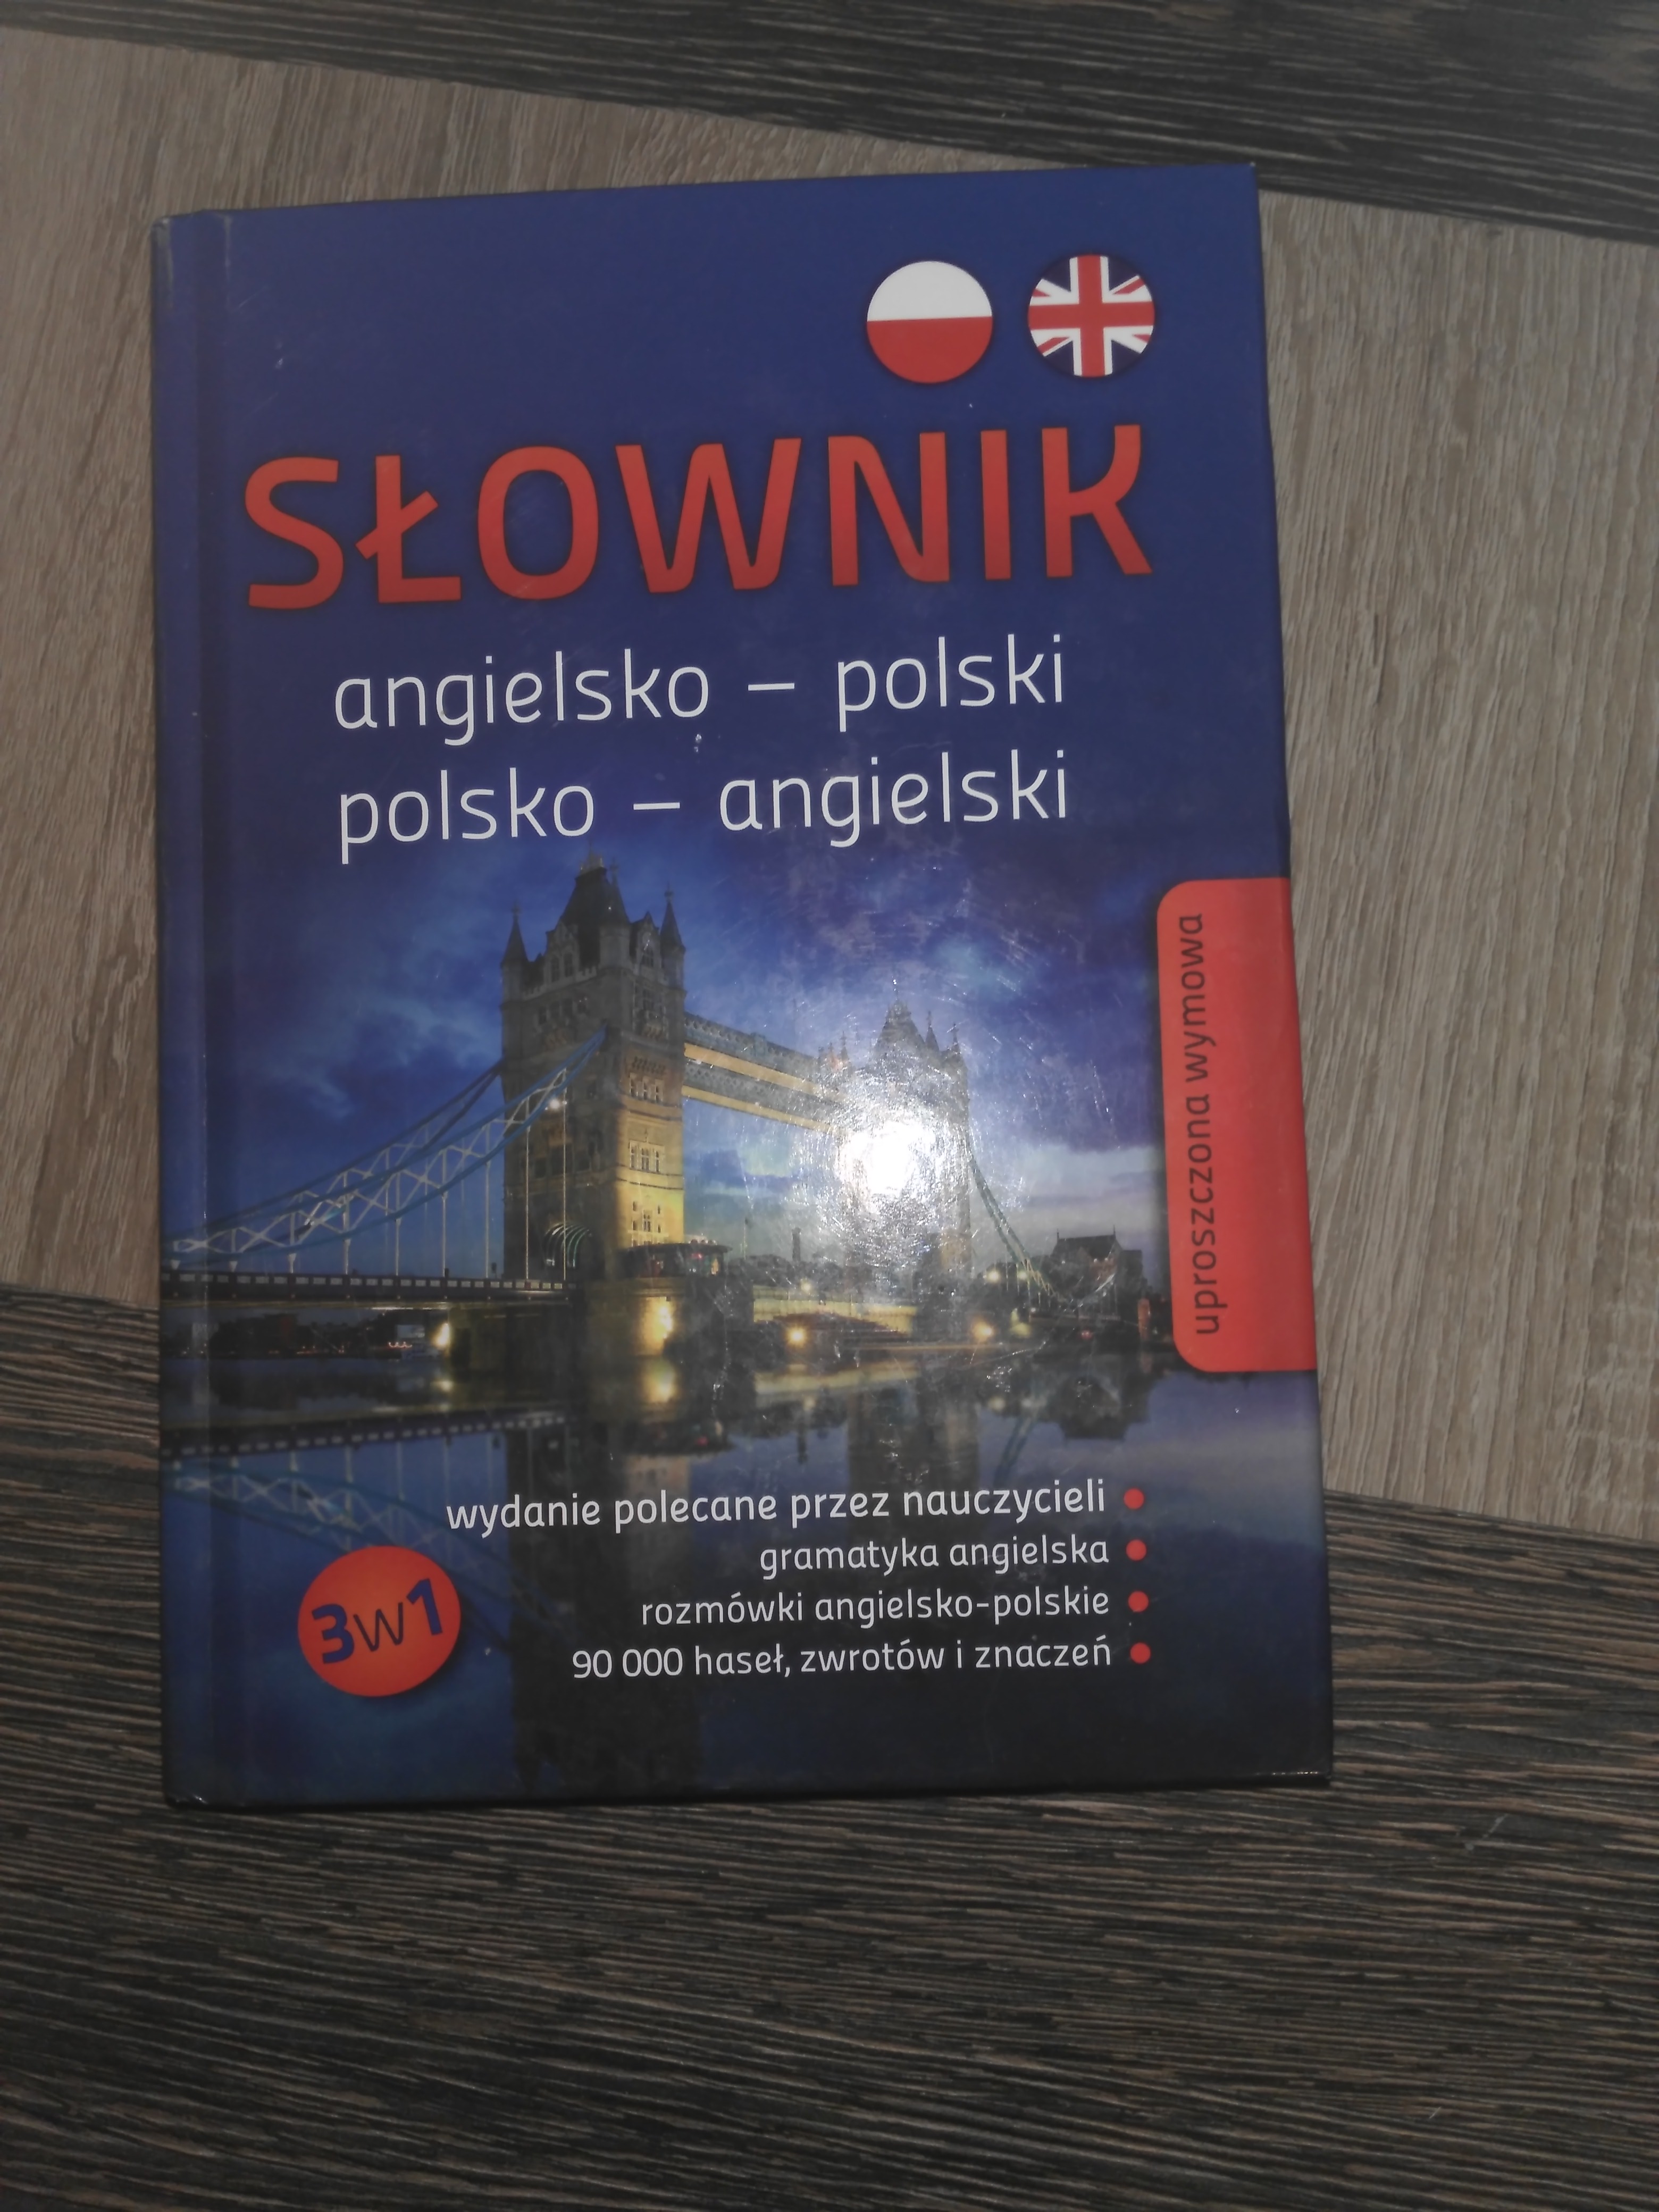 SŁOWNIK
angielsko – polski
polsko – angielski
uproszczona wymowa
wydanie polecane przez nauczycieli
gramatyka angielska
rozmówki angielsko-polskie
90 000 haseł, zwrotów i znaczeń
3w1